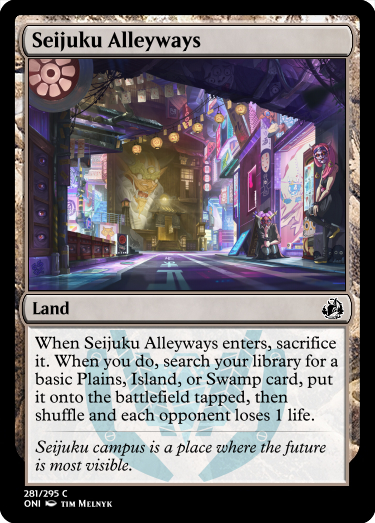 Seijuku Alleyways
Land
When Seijuku Alleyways enters, sacrifice
it. When you do, search your library for a
basic Plains, Island, or Swamp card, put
it onto the battlefield tapped, then
shuffle and each opponent loses 1 life.
Seijuku campus is a place where the future
is most visible.
281/295 C
ONI TIM MELNYK